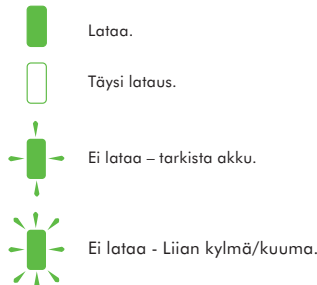 Lataa.
Täysi lataus.
Ei lataa – tarkista akku.
Ei lataa - Liian kylmä/kuuma.